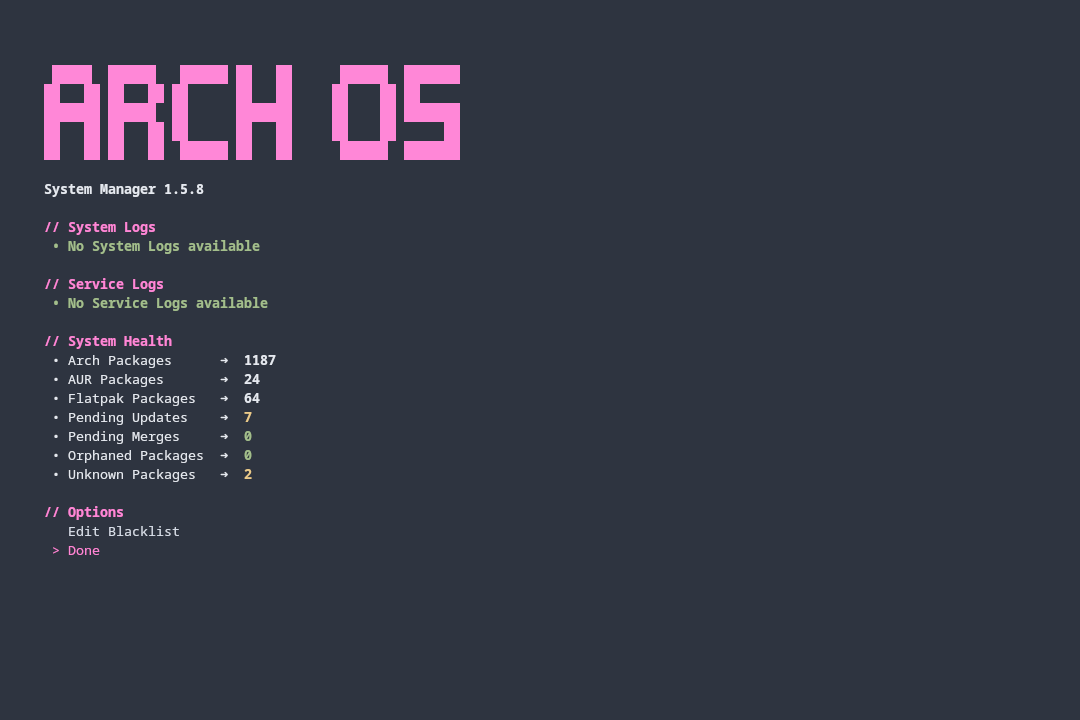 ARCH OS
System Manager 1.5.8
// System Logs
• No System Logs available
// Service Logs
• No Service Logs available
// System Health
• Arch Packages ➜ 1187
• AUR Packages ➜ 24
• Flatpak Packages ➜ 64
• Pending Updates ➜ 7
• Pending Merges ➜ 0
• Orphaned Packages ➜ 0
• Unknown Packages ➜ 2
// Options
Edit Blacklist
> Done